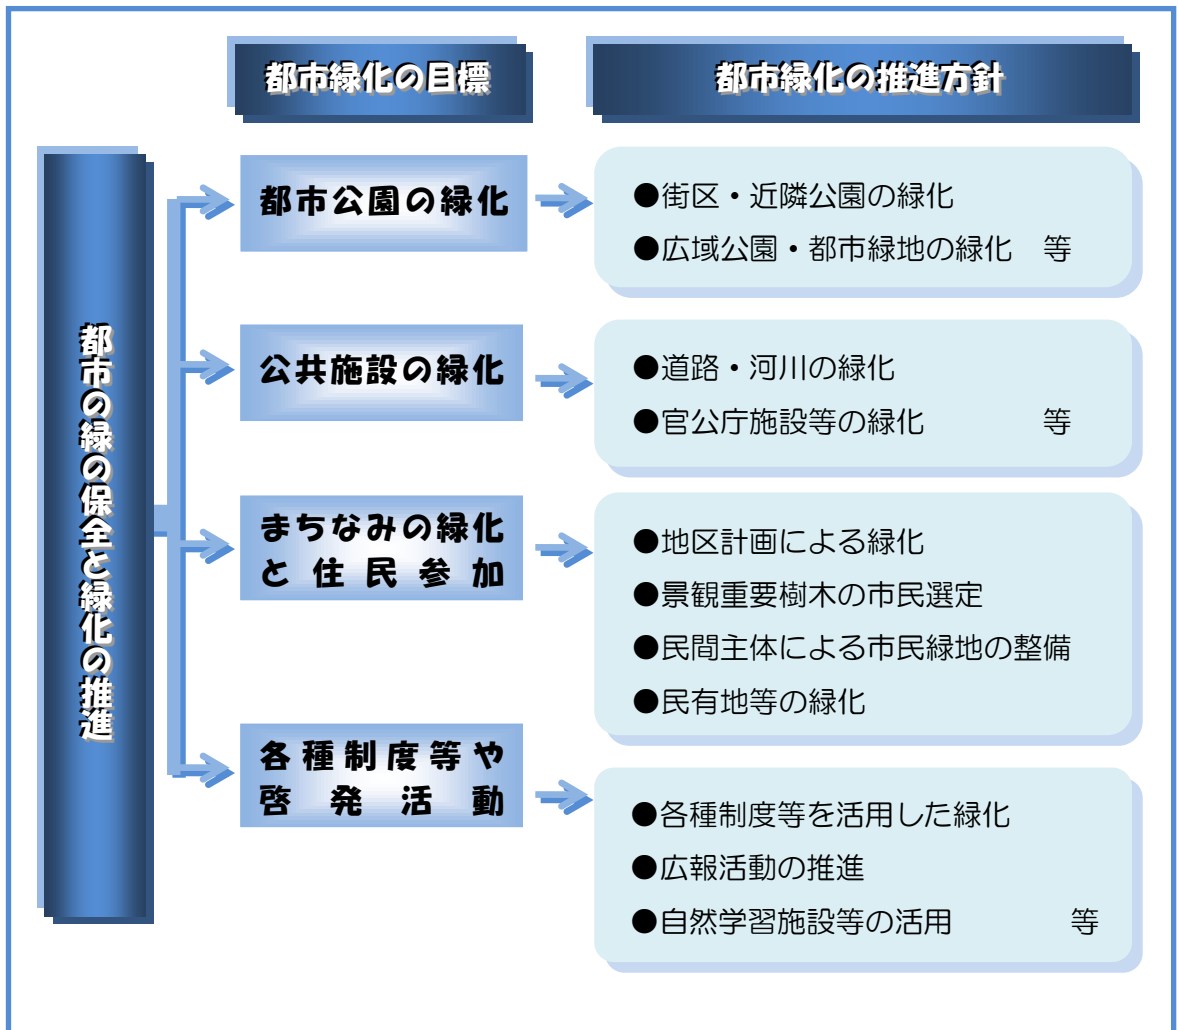 都市緑化の目標
都市緑化の推進方針
都市の緑の保全と緑化の推進
都市公園の緑化
●街区・近隣公園の緑化
●広域公園・都市緑地の緑化　等
公共施設の緑化
●道路・河川の緑化
●官公庁施設等の緑化　　　　等
まちなみの緑化
と住民参加
●地区計画による緑化
●景観重要樹木の市民選定
●民間主体による市民緑地の整備
●民有地等の緑化
各種制度等や
啓発活動
●各種制度等を活用した緑化
●広報活動の推進
●自然学習施設等の活用　　　　等